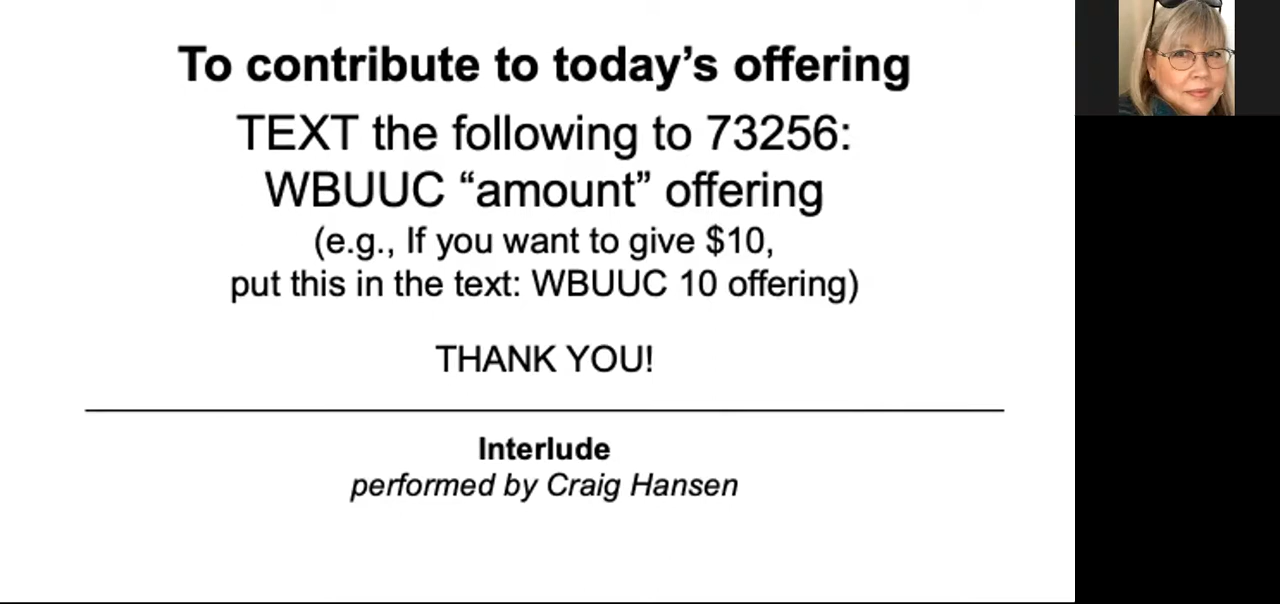 To contribute to today’s offering
TEXT the following to 73256:
WBUUC “amount” offering
(e.g., If you want to give $10,
put this in the text: WBUUC 10 offering)
THANK YOU!
Interlude
performed by Craig Hansen